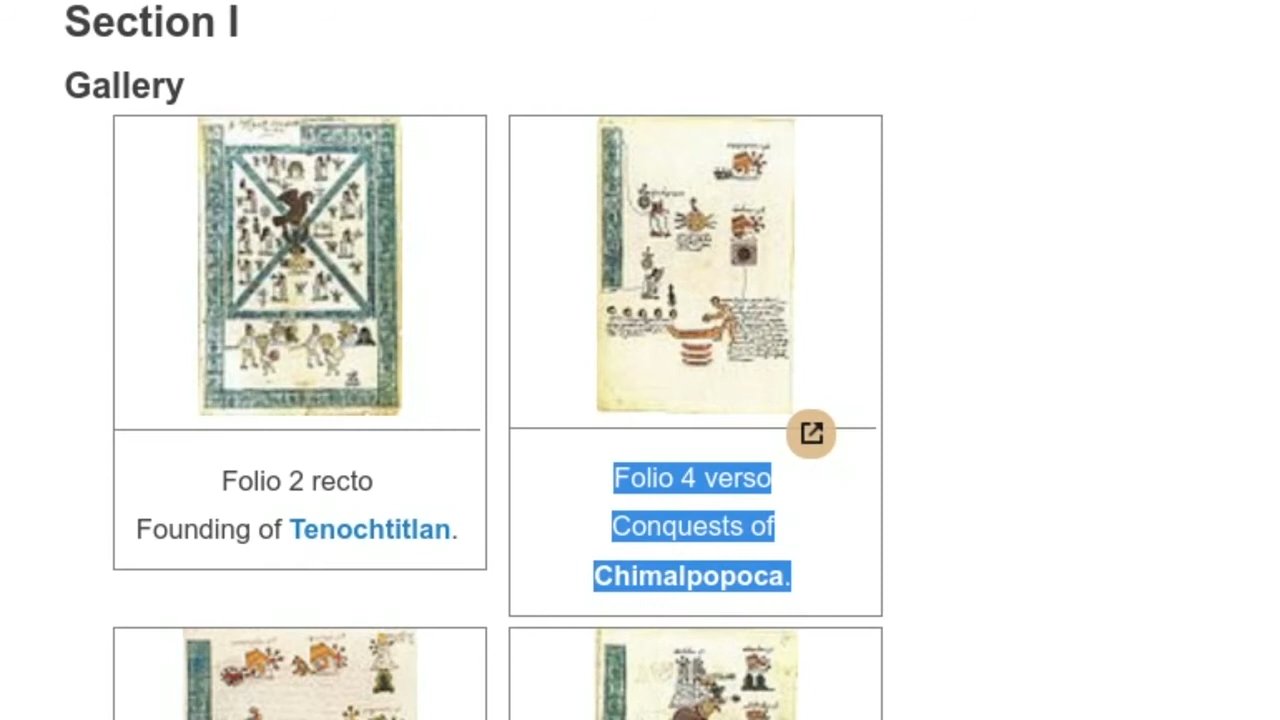 Section I
Gallery
Folio 2 recto
Founding of Tenochtitlan.
Folio 4 verso
Conquests of
Chimalpopoca.